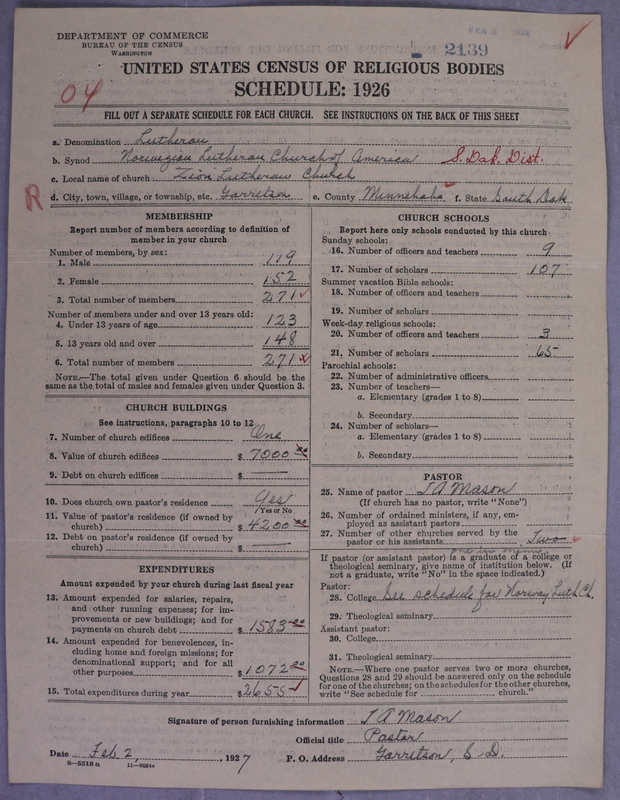 DEPARTMENT OF COMMERCE
BUREAU OF THE CENSUS
WASHINGTON
2139
UNITED STATES CENSUS OF RELIGIOUS BODIES
SCHEDULE: 1926
04
FILL OUT A SEPARATE SCHEDULE FOR EACH CHURCH. SEE INSTRUCTIONS ON THE BACK OF THIS SHEET
a. Denomination Lutheran
b. Synod Norwegian Lutheran Church of American S. Dak. Dist.
c. Local name of church Zion Lutheran Church
R
d. City, town, village, or township, etc. Garretson e. County Minnehaha f. State South Dak
MEMBERSHIP
Report number of members according to definition of
member in your church
Number of members, by sex:
1. Male 119
2. Female 152
3. Total number of members 271
Number of members under and over 13 years old:
4. Under 13 years of age 123
5. 13 years old and over 148
6. Total number of members 271
NOTE.—The total given under Question 6 should be the
same as the total of males and females given under Question 3.
CHURCH BUILDINGS
See instructions, paragraphs 10 to 12
7. Number of church edifices One
8. Value of church edifices $ 7000 00
9. Debt on church edifices $ —
10. Does church own pastor's residence Yes
Yes or No
11. Value of pastor's residence (if owned by
church) $ 4200 00
12. Debt on pastor's residence (if owned by
church) $ —
EXPENDITURES
Amount expended by your church during last fiscal year
13. Amount expended for salaries, repairs,
and other running expenses; for im-
provements or new buildings; and for
payments on church debt $ 1583
14. Amount expended for benevolences, in-
cluding home and foreign missions; for
denominational support; and for all
other purposes $ 1072
15. Total expenditures during year $ 2655
CHURCH SCHOOLS
Report here only schools conducted by this church
Sunday schools:
16. Number of officers and teachers 9
17. Number of scholars 107
Summer vacation Bible schools:
18. Number of officers and teachers
19. Number of scholars
Week-day religious schools:
20. Number of officers and teachers 3
21. Number of scholars 65
Parochial schools:
22. Number of administrative officers
23. Number of teachers—
a. Elementary (grades 1 to 8)
b. Secondary
24. Number of scholars—
a. Elementary (grades 1 to 8)
b. Secondary
PASTOR
25. Name of pastor T A Mason
(If church has no pastor, write "None")
26. Number of ordained ministers, if any, em-
ployed as assistant pastors
27. Number of other churches served by the
pastor or his assistants Two
one in Minn
If pastor (or assistant pastor) is a graduate of a college or
theological seminary, give name of institution below. (If
not a graduate, write "No" in the space indicated.)
Pastor:
28. College See schedule for Norway Luth Ch.
29. Theological seminary
Assistant pastor:
30. College
31. Theological seminary
NOTE.—Where one pastor serves two or more churches,
Questions 28 and 29 should be answered only on the schedule
for one of the churches; on the schedules for the other churches,
write "See schedule for church."
Signature of person furnishing information T A Mason
Official title Pastor
Date Feb. 2, , 1927 P. O. Address Garretson, S. D.
8—5518 a